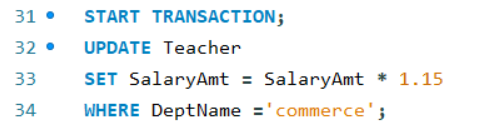 31 START TRANSACTION;
32 UPDATE Teacher
33 SET SalaryAmt = SalaryAmt * 1.15
34 WHERE DeptName ='commerce';